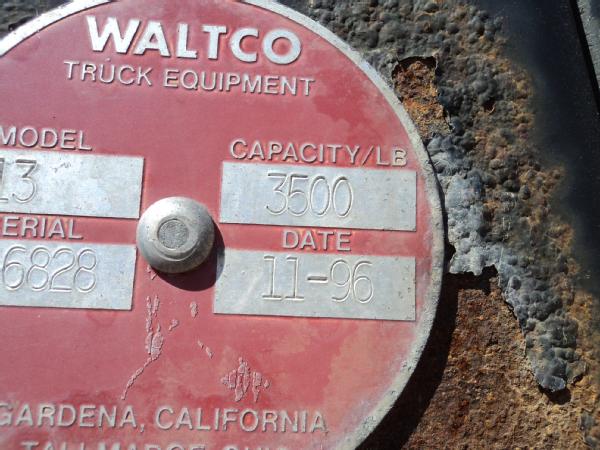 WALTCO
TRUCK EQUIPMENT
MODEL
13
CAPACITY/LB
3500
ERIAL
6828
DATE
11-96
GARDENA, CALIFORNIA